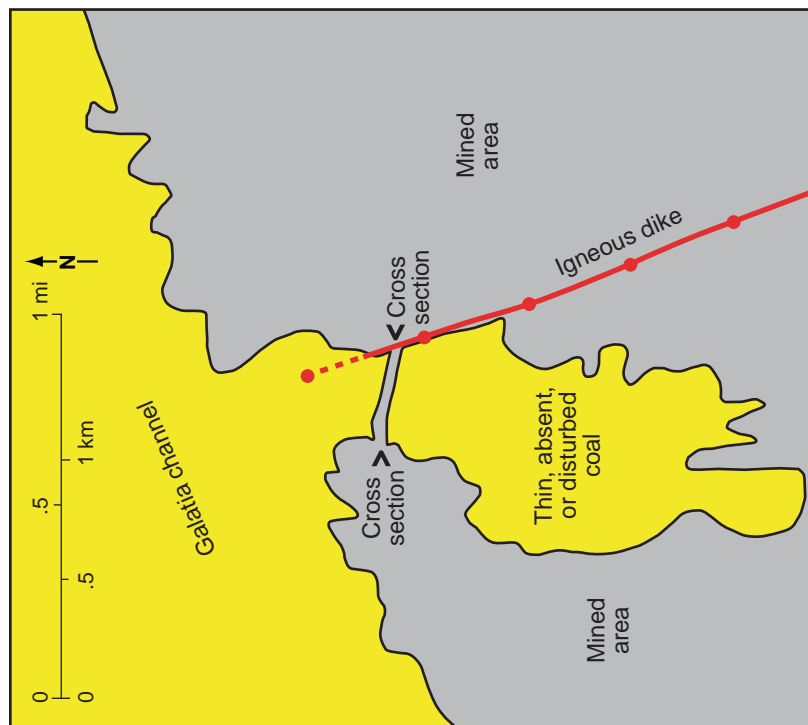 0 .5 1 mi
0 .5 1 km
N
Galatia channel
Cross
section
Cross
section
Mined
area
Thin, absent,
or disturbed
coal
Igneous dike
Mined
area